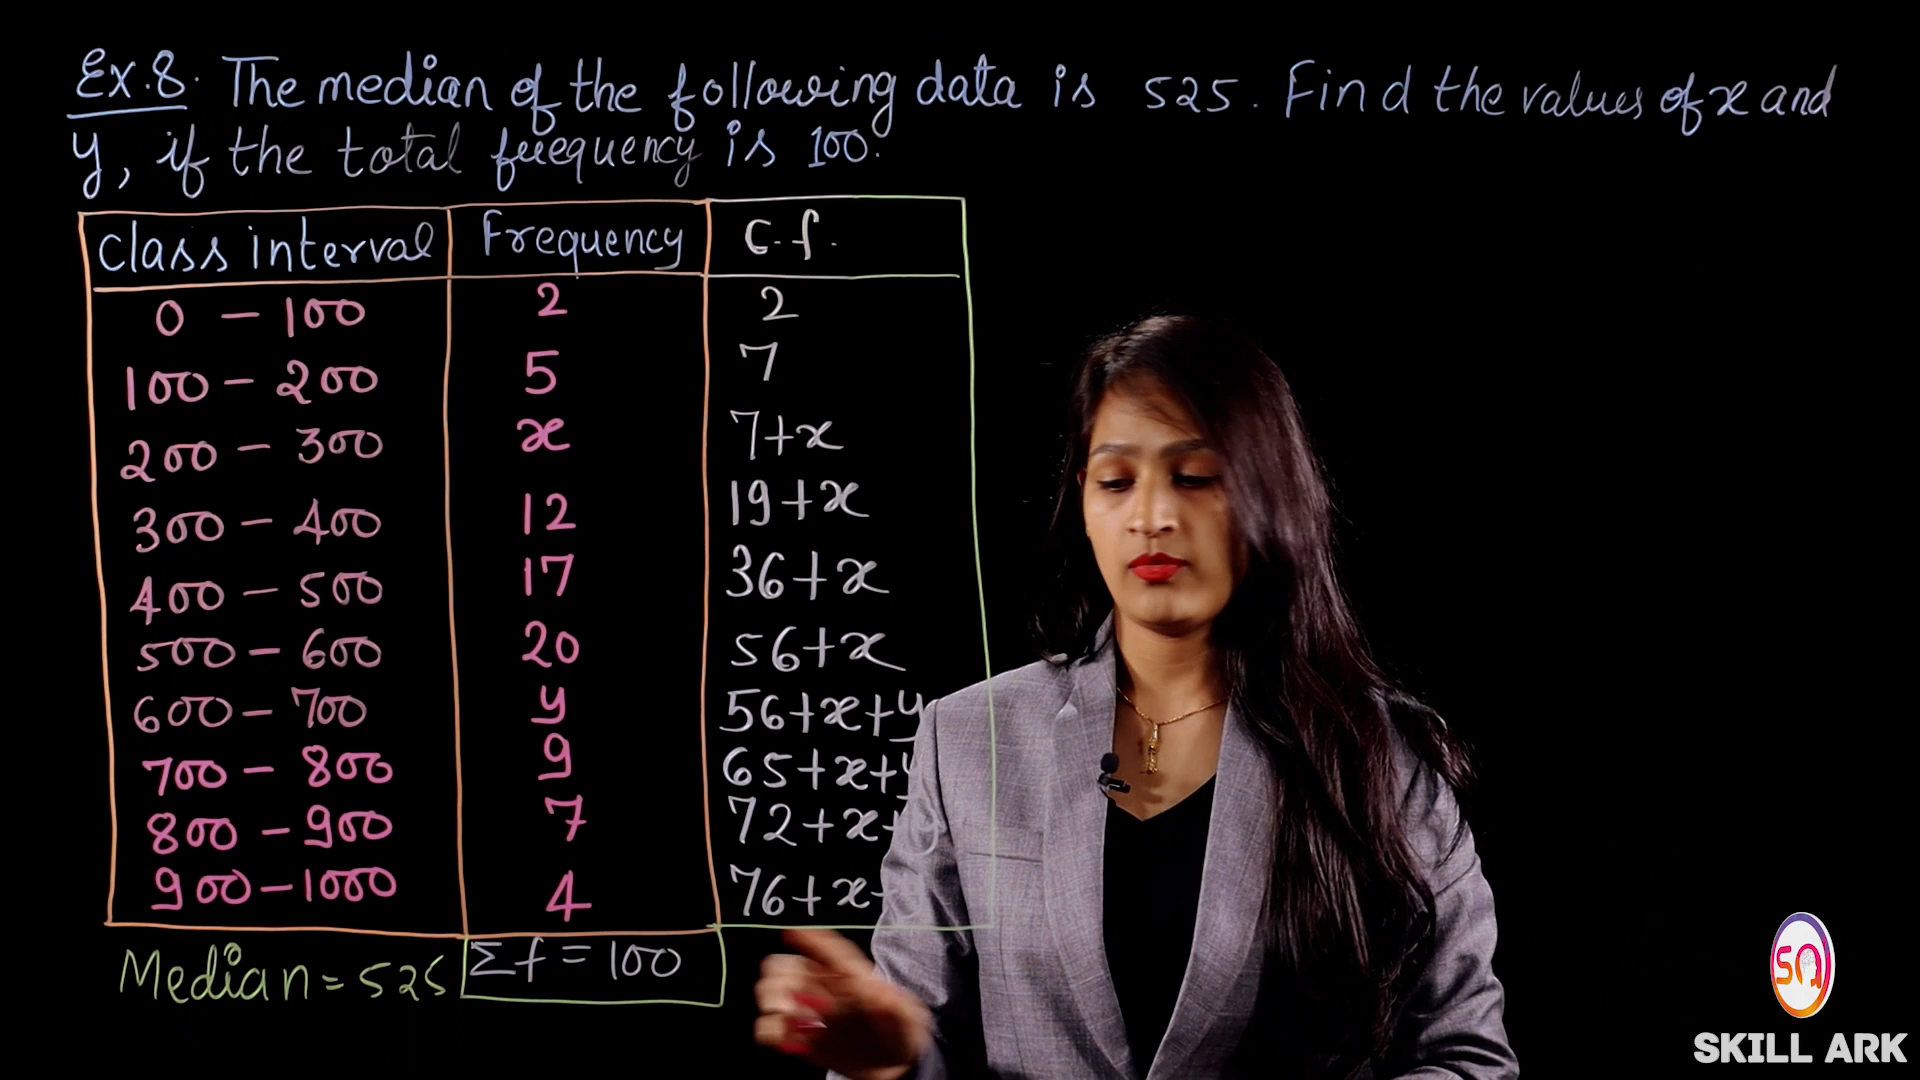 Ex.8. The median of the following data is 525. Find the values of x and
y, if the total frequency is 100.
Class interval Frequency C.f.
0 - 100 2 2
100 - 200 5 7
200 - 300 x 7+x
300 - 400 12 19+x
400 - 500 17 36+x
500 - 600 20 56+x
600 - 700 y 56+x+y
700 - 800 9 65+x+y
800 - 900 7 72+x+y
900 - 1000 4 76+x+
Median = 525 Σf = 100
SKILL ARK